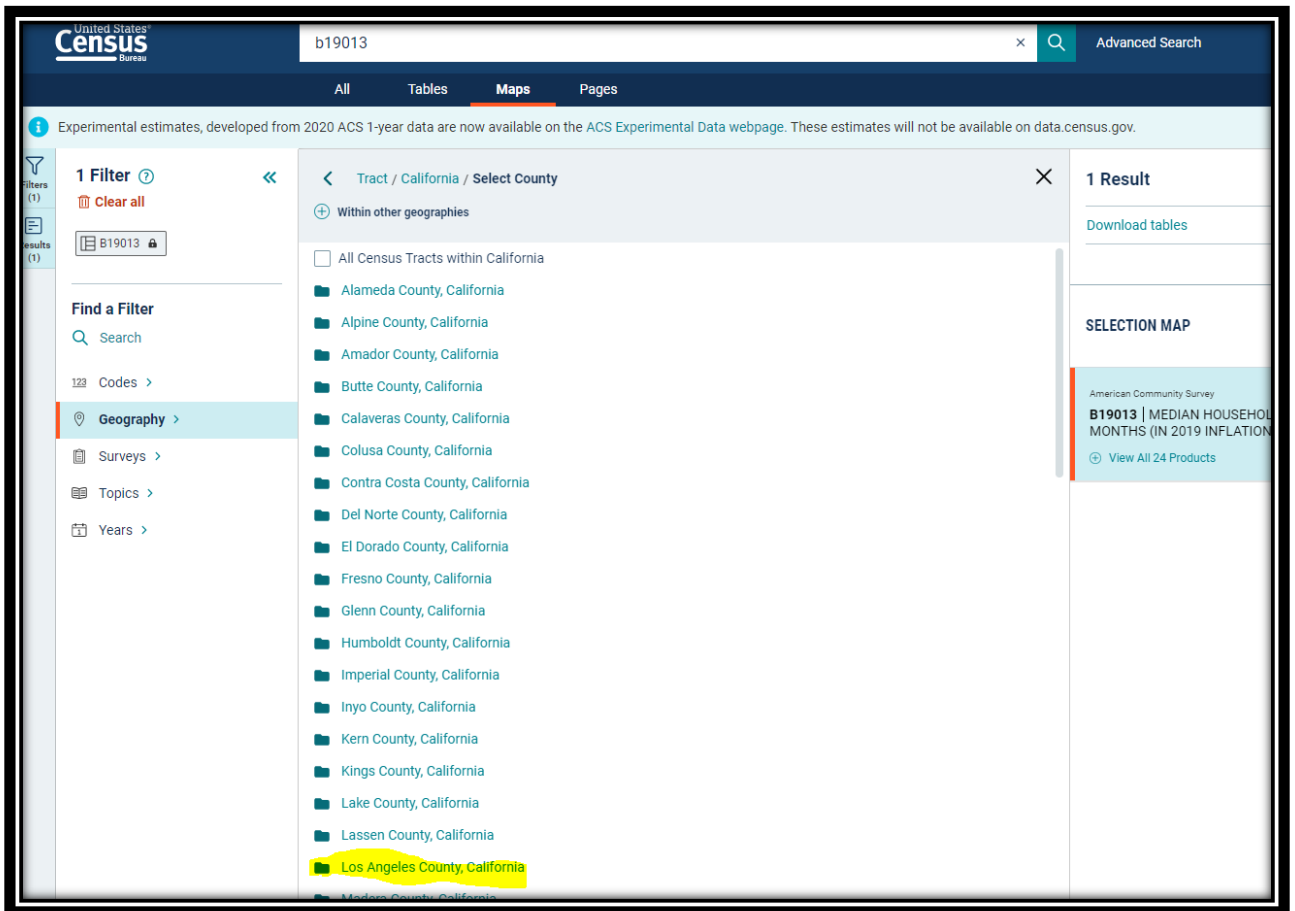 United States®
Census
Bureau
b19013
Advanced Search
All Tables Maps Pages
Experimental estimates, developed from 2020 ACS 1-year data are now available on the ACS Experimental Data webpage. These estimates will not be available on data.census.gov.
Filters
(1)
esults
(1)
1 Filter
Clear all
B19013
Find a Filter
Search
123 Codes
Geography
Surveys
Topics
Years
Tract / California / Select County
Within other geographies
All Census Tracts within California
Alameda County, California
Alpine County, California
Amador County, California
Butte County, California
Calaveras County, California
Colusa County, California
Contra Costa County, California
Del Norte County, California
El Dorado County, California
Fresno County, California
Glenn County, California
Humboldt County, California
Imperial County, California
Inyo County, California
Kern County, California
Kings County, California
Lake County, California
Lassen County, California
Los Angeles County, California
Madera County, California
1 Result
Download tables
SELECTION MAP
American Community Survey
B19013 | MEDIAN HOUSEHOL
MONTHS (IN 2019 INFLATION
View All 24 Products